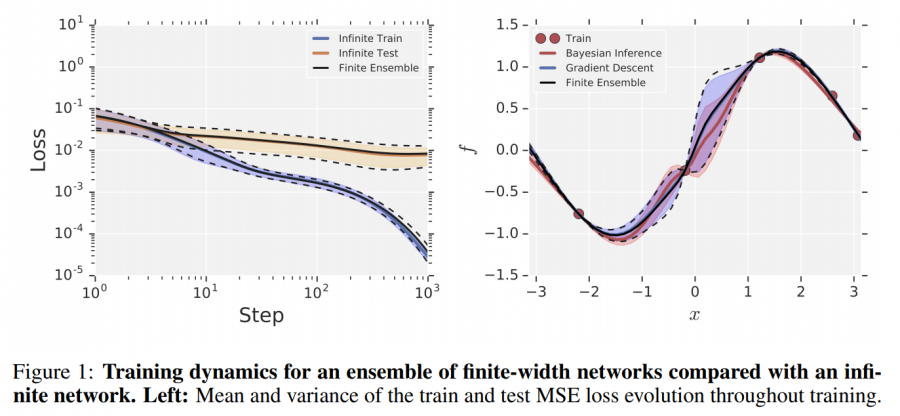 10^1
10^0
10^-1
10^-2
10^-3
10^-4
10^-5
Loss
10^0 10^1 10^2 10^3
Step
Infinite Train
Infinite Test
Finite Ensemble
1.5
1.0
0.5
0.0
−0.5
−1.0
−1.5
f
−3 −2 −1 0 1 2 3
x
Train
Bayesian Inference
Gradient Descent
Finite Ensemble
Figure 1: Training dynamics for an ensemble of finite-width networks compared with an infi-
nite network. Left: Mean and variance of the train and test MSE loss evolution throughout training.